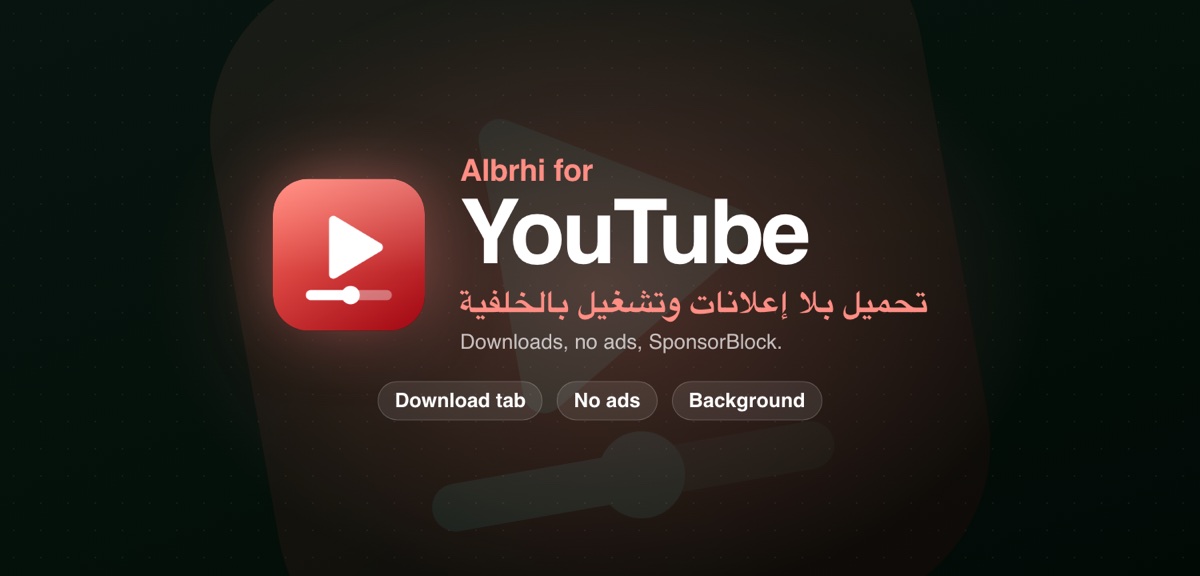 Albrhi for
YouTube
تحميل بلا إعلانات وتشغيل بالخلفية
Downloads, no ads, SponsorBlock.
Download tab
No ads
Background